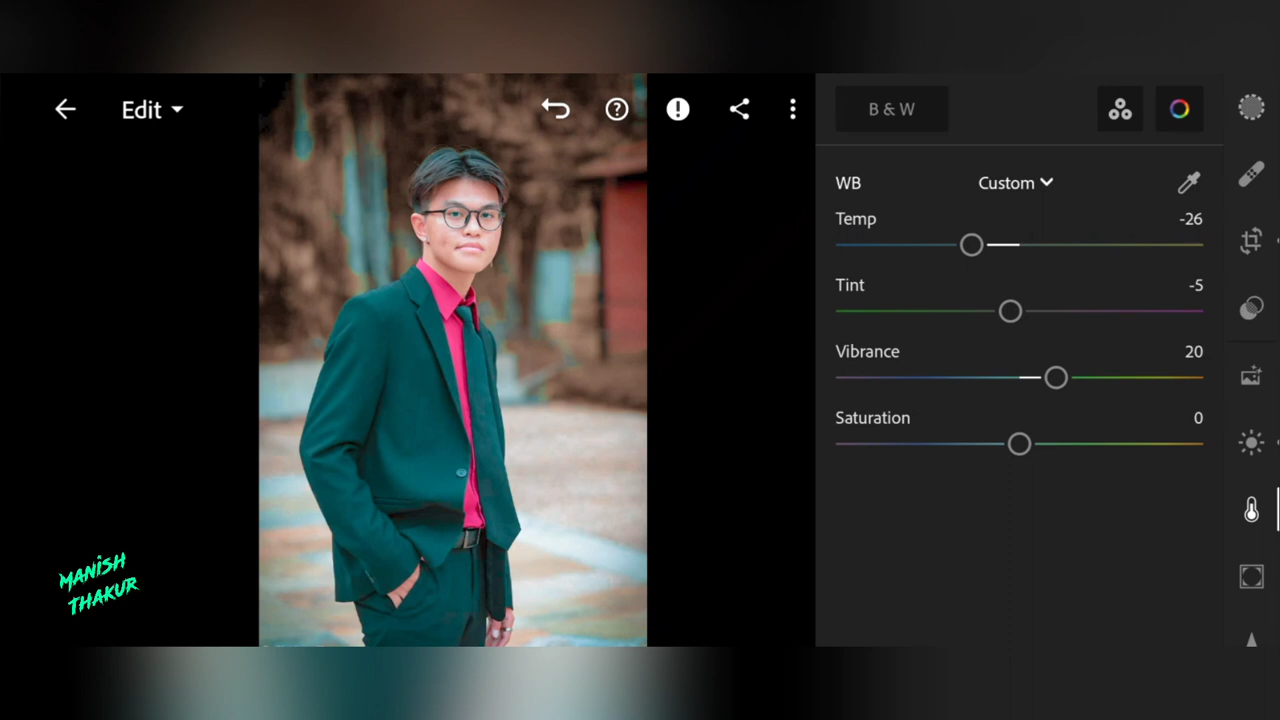 Edit
B & W
WB Custom
Temp -26
Tint -5
Vibrance 20
Saturation 0
MANISH
THAKUR